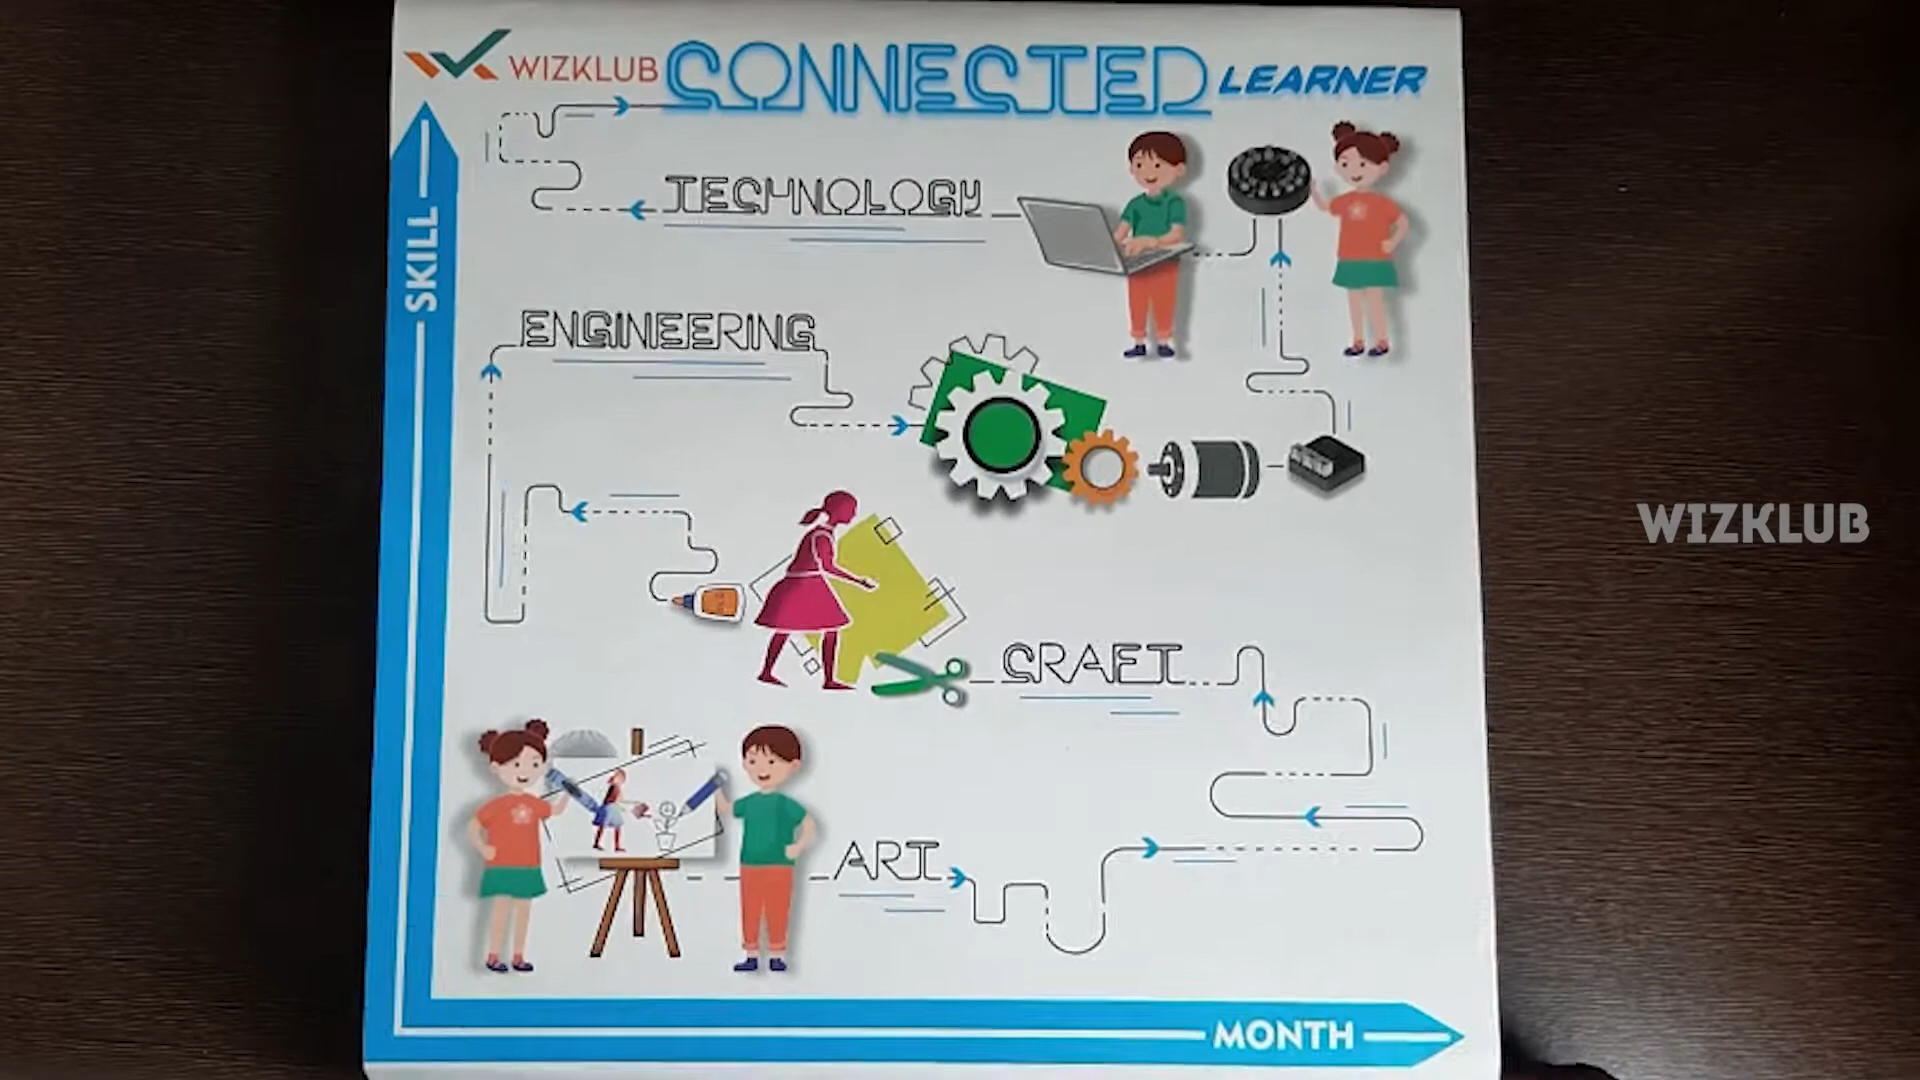 WIZKLUB CONNECTED LEARNER
TECHNOLOGY
SKILL
ENGINEERING
WIZKLUB
CRAFT
ART
MONTH